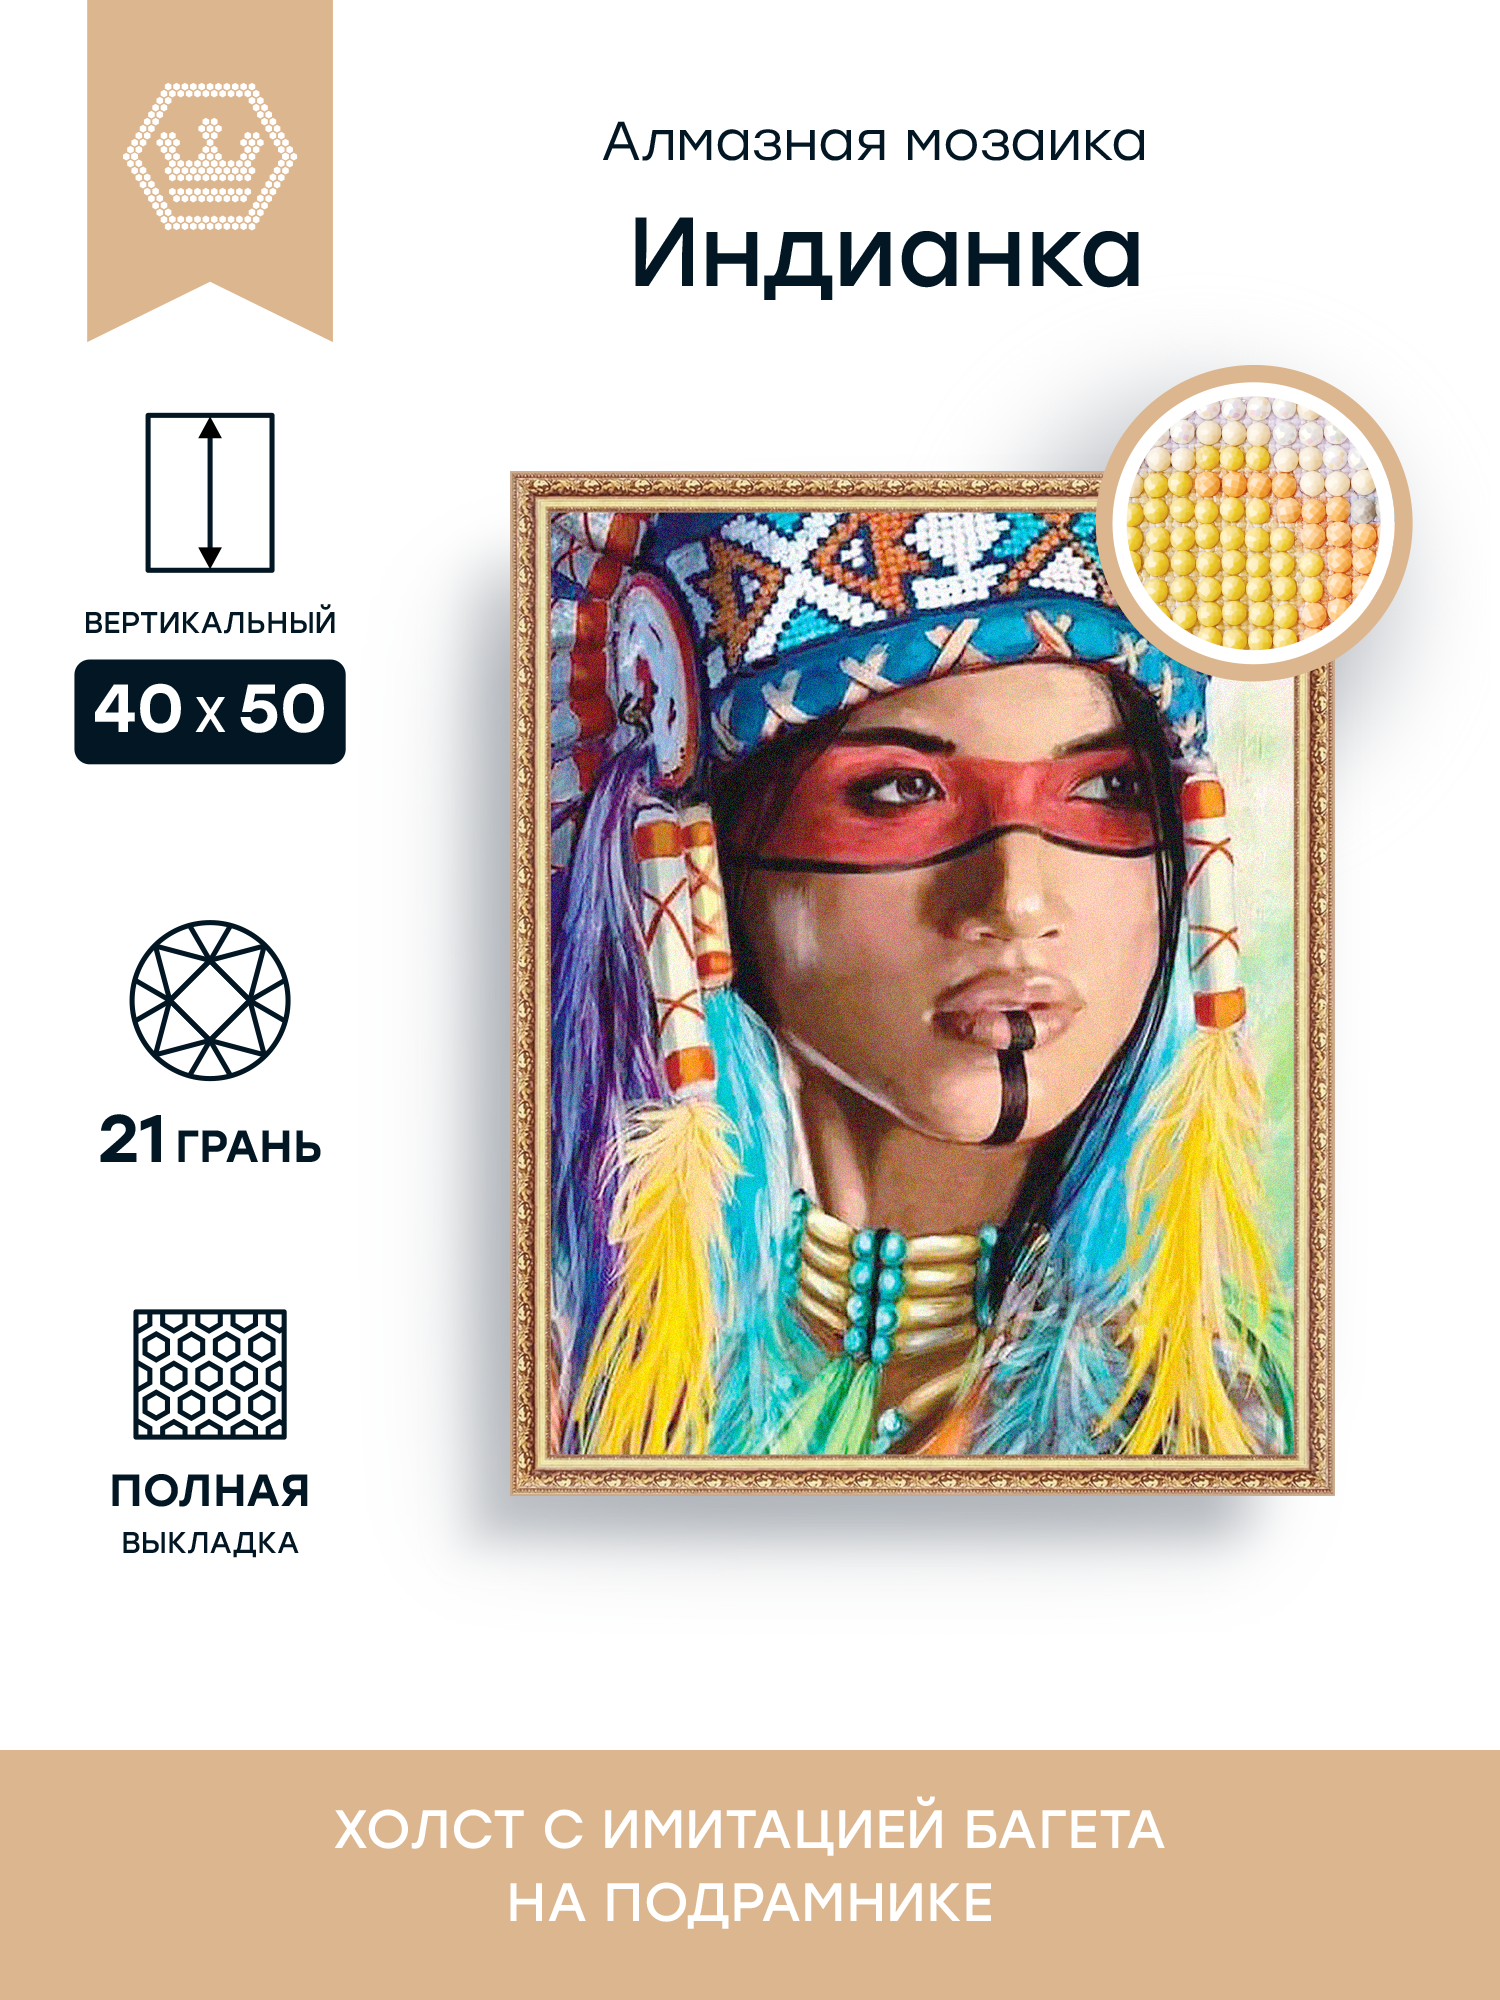 Алмазная мозаика
Индианка
ВЕРТИКАЛЬНЫЙ
40 X 50
21 ГРАНЬ
ПОЛНАЯ
ВЫКЛАДКА
ХОЛСТ С ИМИТАЦИЕЙ БАГЕТА
НА ПОДРАМНИКЕ